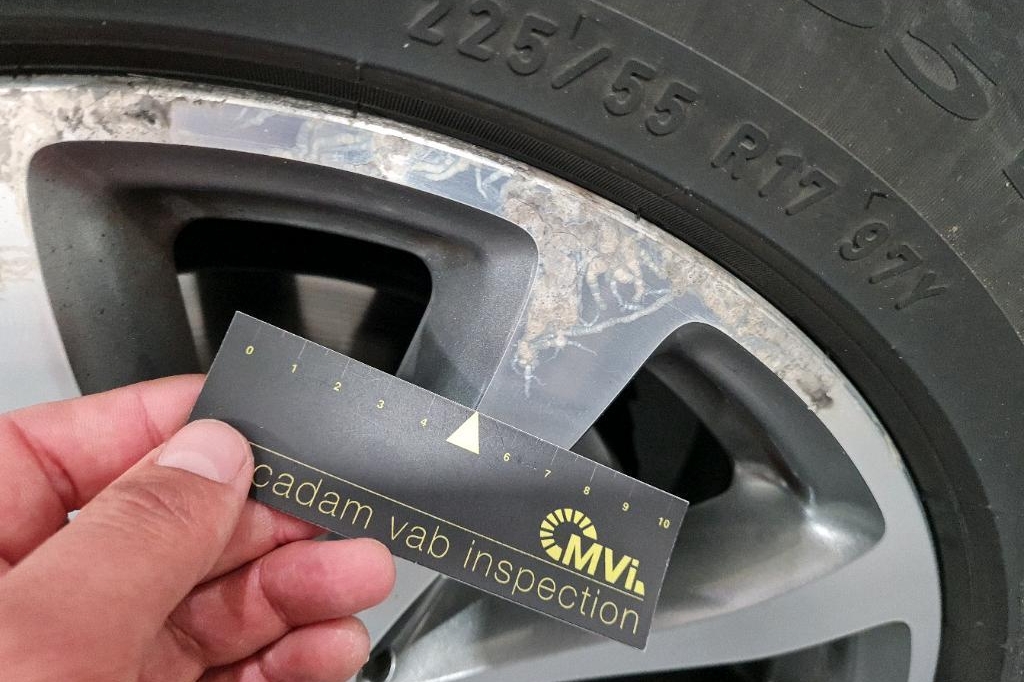 225/55 R17 97Y
0 1 2 3 4 6 7 8 9 10
MVi
cadam vab inspection